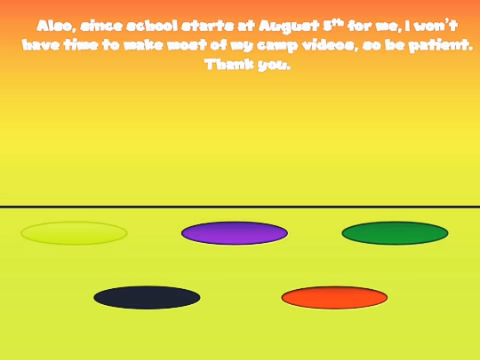 Also, since school starts at August 5th for me, I won't
have time to make most of my camp videos, so be patient.
Thank you.